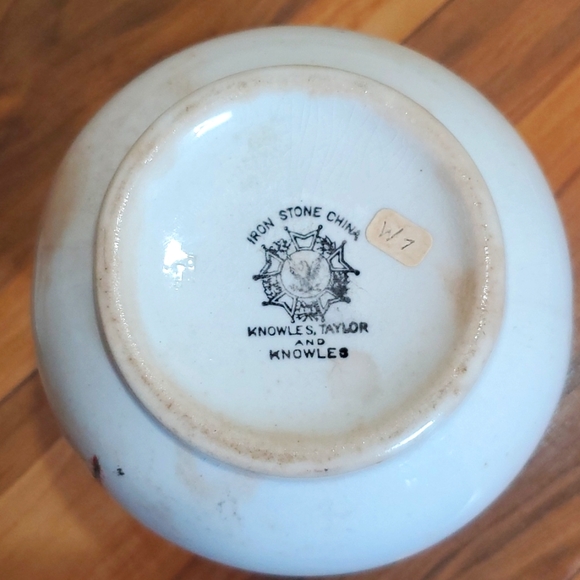 IRON STONE CHINA
W7
KNOWLES, TAYLOR
AND
KNOWLES